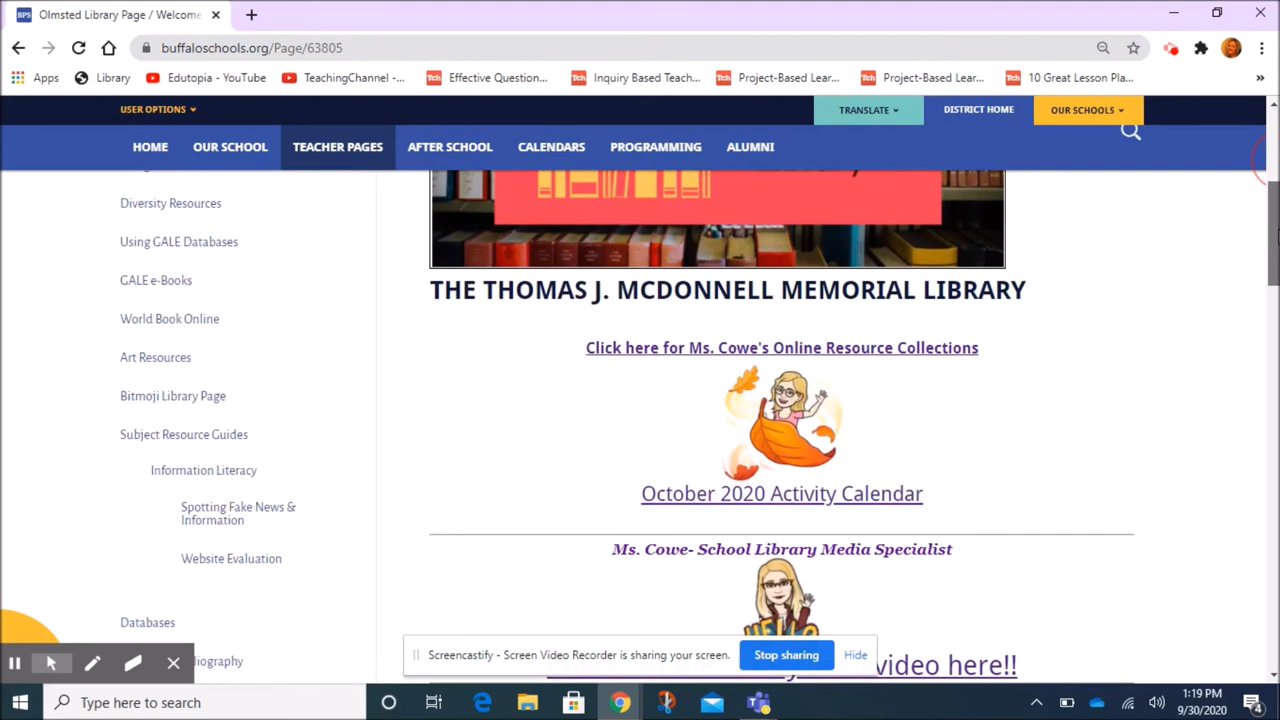 BPS Olmsted Library Page / Welcome
buffaloschools.org/Page/63805
Apps Library Edutopia - YouTube TeachingChannel -... Effective Question... Inquiry Based Teach... Project-Based Lear... Project-Based Lear... 10 Great Lesson Pla...
USER OPTIONS TRANSLATE DISTRICT HOME OUR SCHOOLS
HOME OUR SCHOOL TEACHER PAGES AFTER SCHOOL CALENDARS PROGRAMMING ALUMNI
Diversity Resources
Using GALE Databases
GALE e-Books
World Book Online
Art Resources
Bitmoji Library Page
Subject Resource Guides
Information Literacy
Spotting Fake News &
Information
Website Evaluation
Databases
liography
THE THOMAS J. MCDONNELL MEMORIAL LIBRARY
Click here for Ms. Cowe's Online Resource Collections
October 2020 Activity Calendar
Ms. Cowe- School Library Media Specialist
HELLO
video here!!
Screencastify - Screen Video Recorder is sharing your screen. Stop sharing Hide
Type here to search
1:19 PM
9/30/2020
4